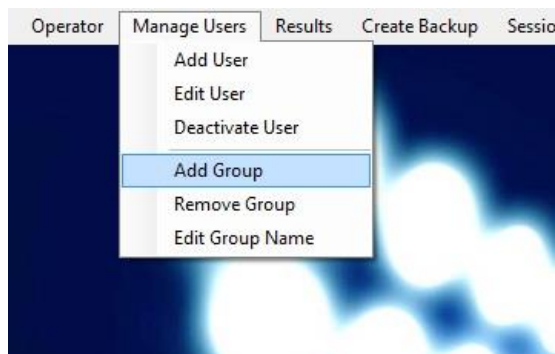 Operator Manage Users Results Create Backup Sessio
Add User
Edit User
Deactivate User
Add Group
Remove Group
Edit Group Name